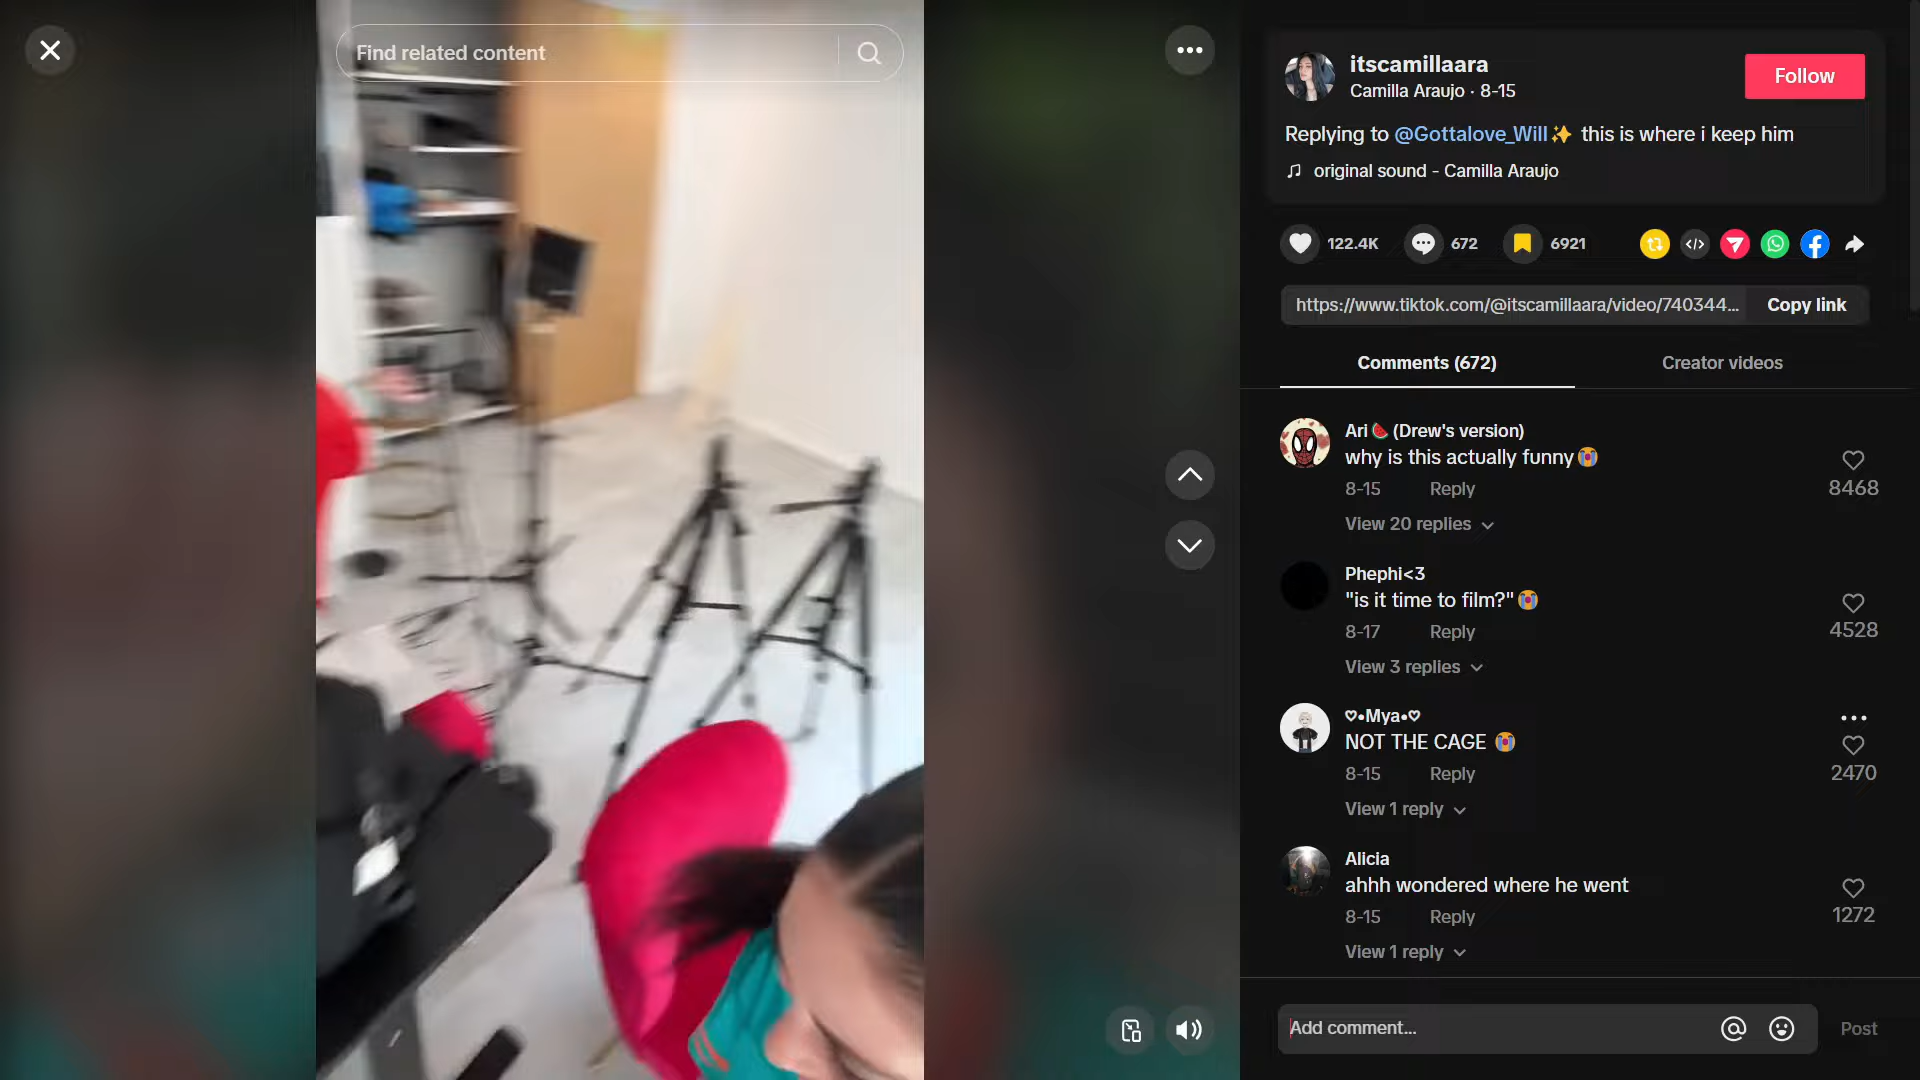 Find related content
itscamillaara
Camilla Araujo · 8-15
Follow
Replying to @Gottalove_Will✨ this is where i keep him
original sound - Camilla Araujo
122.4K
672
6921
https://www.tiktok.com/@itscamillaara/video/740344...
Copy link
Comments (672)
Creator videos
Ari🍉(Drew's version)
why is this actually funny😭
8468
8-15
Reply
View 20 replies
Phephi<3
"is it time to film?"😭
4528
8-17
Reply
View 3 replies
♡•Mya•♡
NOT THE CAGE 😭
2470
8-15
Reply
View 1 reply
Alicia
ahhh wondered where he went
1272
8-15
Reply
View 1 reply
Add comment...
Post